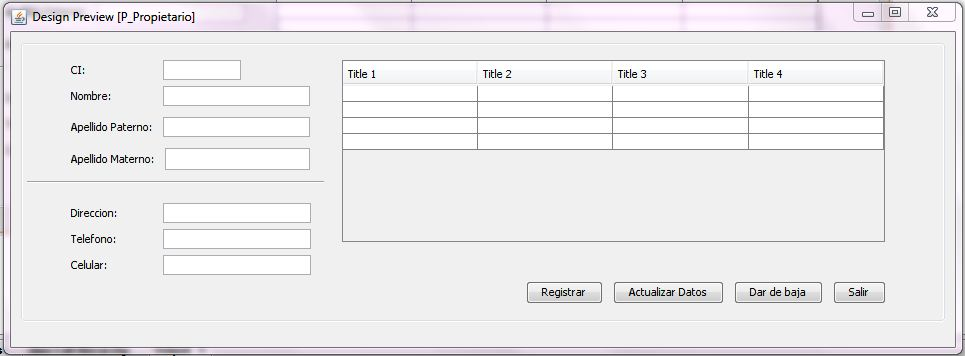 Design Preview [P_Propietario]
CI:
Nombre:
Apellido Paterno:
Apellido Materno:
Direccion:
Telefono:
Celular:
Title 1 Title 2 Title 3 Title 4
Registrar Actualizar Datos Dar de baja Salir